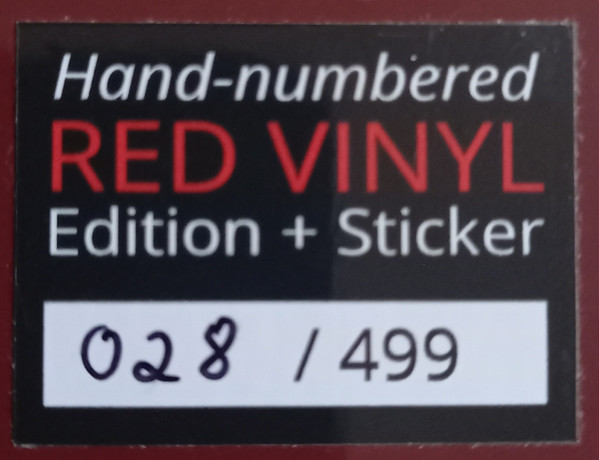 Hand-numbered
RED VINYL
Edition + Sticker
028 / 499